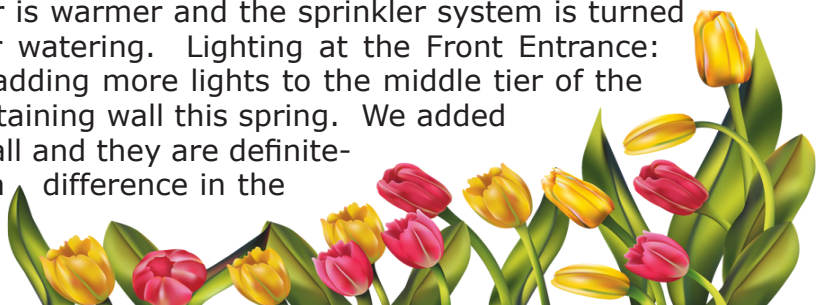 r is warmer and the sprinkler system is turned
r watering. Lighting at the Front Entrance:
adding more lights to the middle tier of the
taining wall this spring. We added
all and they are definite-
difference in the